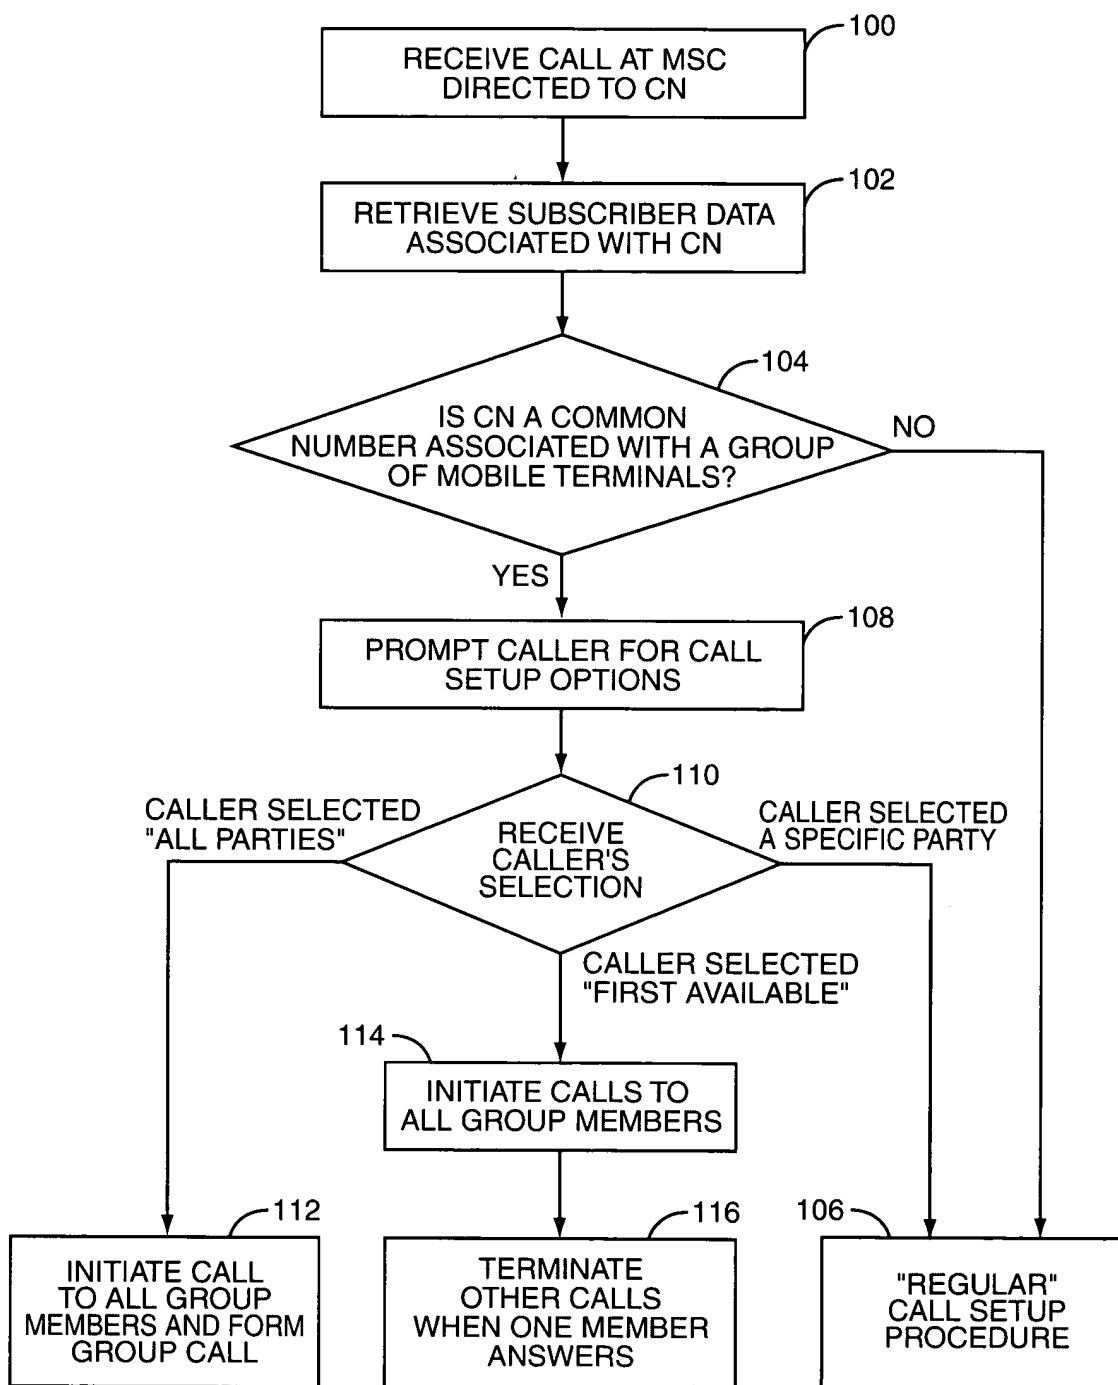 100
RECEIVE CALL AT MSC
DIRECTED TO CN
102
RETRIEVE SUBSCRIBER DATA
ASSOCIATED WITH CN
104
IS CN A COMMON
NUMBER ASSOCIATED WITH A GROUP
OF MOBILE TERMINALS?
NO
YES
108
PROMPT CALLER FOR CALL
SETUP OPTIONS
110
CALLER SELECTED
"ALL PARTIES"
RECEIVE
CALLER'S
SELECTION
CALLER SELECTED
A SPECIFIC PARTY
CALLER SELECTED
"FIRST AVAILABLE"
114
INITIATE CALLS TO
ALL GROUP MEMBERS
112
INITIATE CALL
TO ALL GROUP
MEMBERS AND FORM
GROUP CALL
116
TERMINATE
OTHER CALLS
WHEN ONE MEMBER
ANSWERS
106
"REGULAR"
CALL SETUP
PROCEDURE